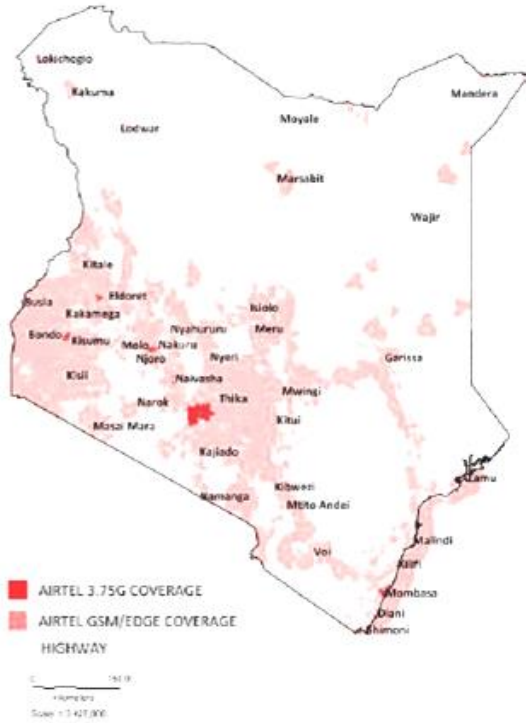 Lokichogio
Kakuma
Mandera
Lodwar
Moyale
Marsabit
Wajir
Kitale
Eldoret
Busia
Kakamega
Isiolo
Bondo
Kisumu
Molo
Nakuru
Nyahururu
Meru
Njoro
Nyeri
Garissa
Kisii
Naivasha
Narok
Thika
Mwingi
Masai Mara
Kitui
Kajiado
Namanga
Kibwezi
Lamu
Mtito Andei
Malindi
Voi
Kilifi
Mombasa
Diani
Shimoni
AIRTEL 3.75G COVERAGE
AIRTEL GSM/EDGE COVERAGE
HIGHWAY
0
kilometers